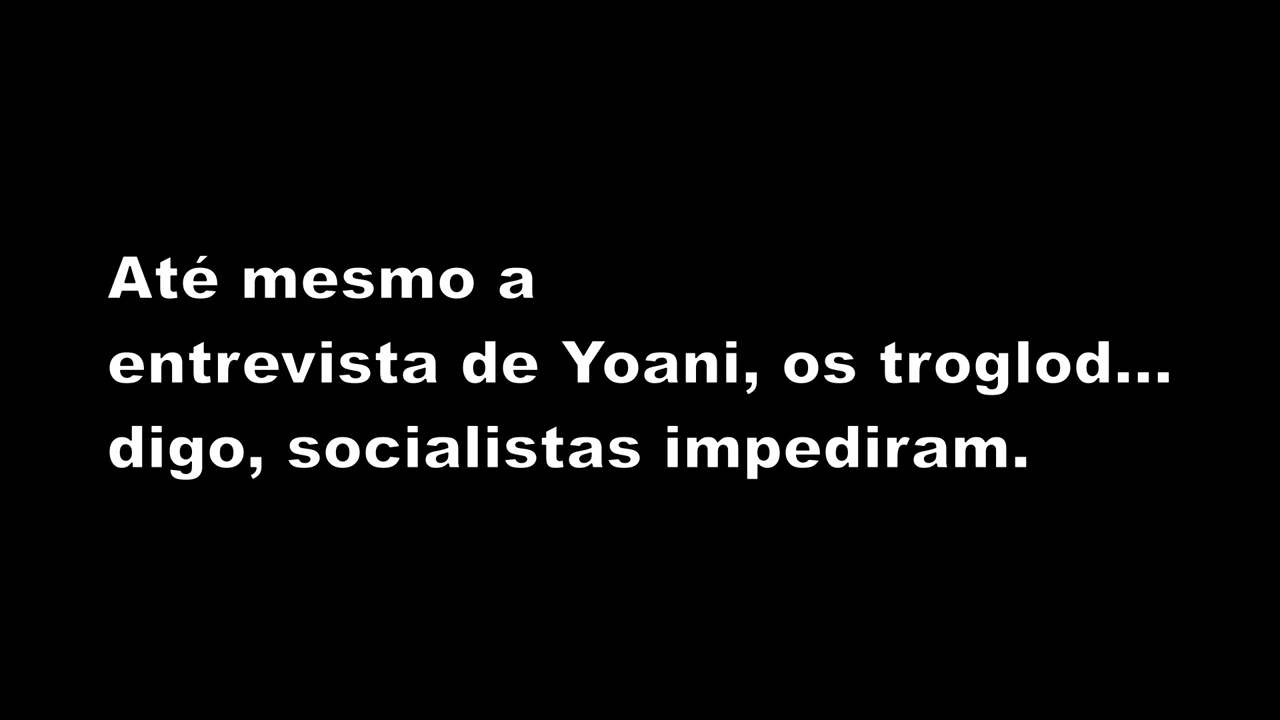 Até mesmo a
entrevista de Yoani, os troglod...
digo, socialistas impediram.